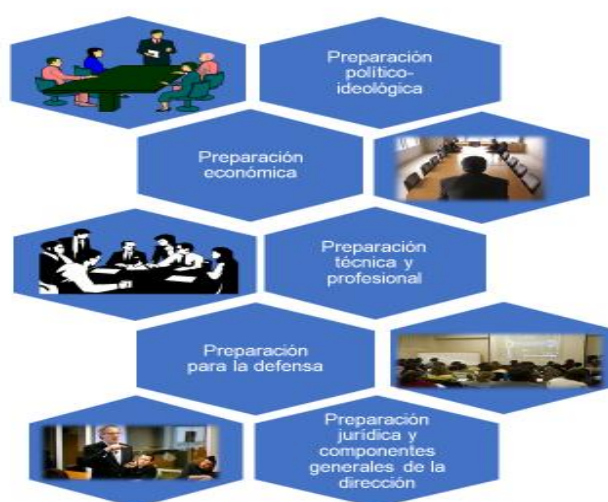 Preparación
político-
ideológica
Preparación
económica
Preparación
técnica y
profesional
Preparación
para la defensa
Preparación
jurídica y
componentes
generales de la
dirección